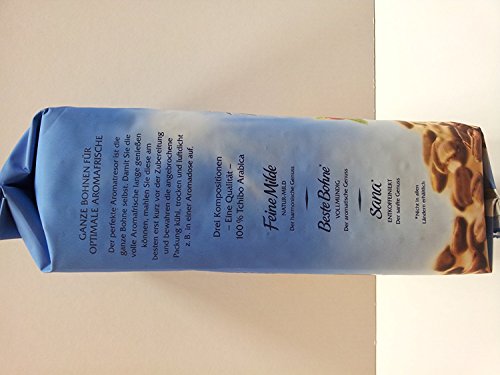 GANZE BOHNEN FÜR
OPTIMALE AROMAFRISCHE
Der perfekte Aromatresor ist die
ganze Bohne selbst. Damit Sie die
volle Aromafrische lange genießen
können, mahlen Sie diese am
besten erst kurz vor der Zubereitung
und bewahren die angebrochene
Packung kühl, trocken und luftdicht
z. B. in einer Aromadose auf.
Drei Kompositionen
– Eine Qualität –
100 % Tchibo Arabica
Feine Milde
NATUR-MILD
Der harmonische Genuss
Beste Bohne*
VOLLMUNDIG
Der aromatische Genuss
Sana*
ENTKOFFEINIERT
Der sanfte Genuss
*Nicht in allen
Ländern erhältlich